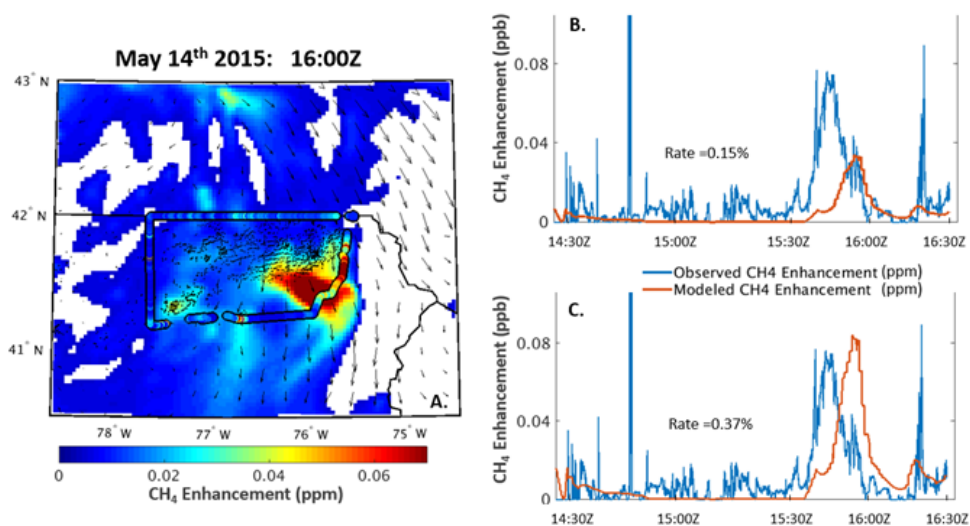 May 14th 2015: 16:00Z
43° N
42° N
41° N
A.
78° W
77° W
76° W
75° W
0
0.02
0.04
0.06
CH4 Enhancement (ppm)
B.
CH4 Enhancement (ppb)
0.08
0.04
0
Rate =0.15%
14:30Z
15:00Z
15:30Z
16:00Z
16:30Z
Observed CH4 Enhancement (ppm)
Modeled CH4 Enhancement (ppm)
C.
CH4 Enhancement (ppb)
0.08
0.04
0
Rate =0.37%
14:30Z
15:00Z
15:30Z
16:00Z
16:30Z